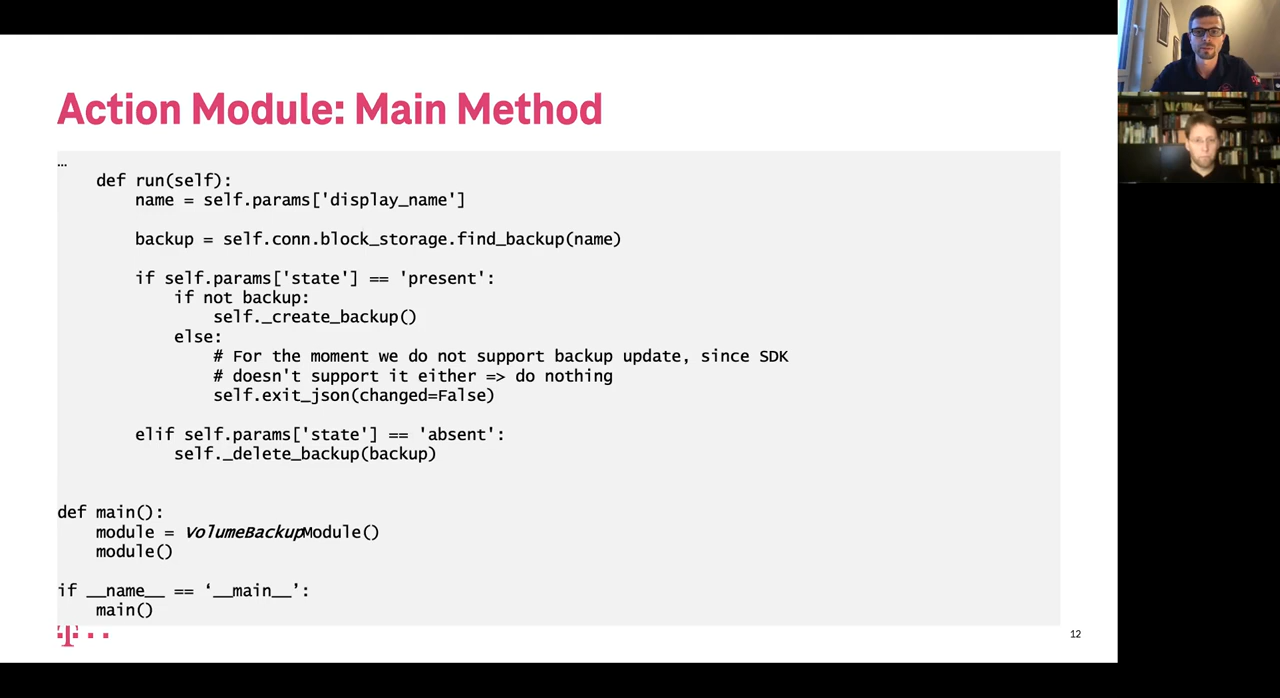 Action Module: Main Method
…
def run(self):
name = self.params['display_name']
backup = self.conn.block_storage.find_backup(name)
if self.params['state'] == 'present':
if not backup:
self._create_backup()
else:
# For the moment we do not support backup update, since SDK
# doesn't support it either => do nothing
self.exit_json(changed=False)
elif self.params['state'] == 'absent':
self._delete_backup(backup)
def main():
module = VolumeBackupModule()
module()
if __name__ == ‘__main__’:
main()
T
12